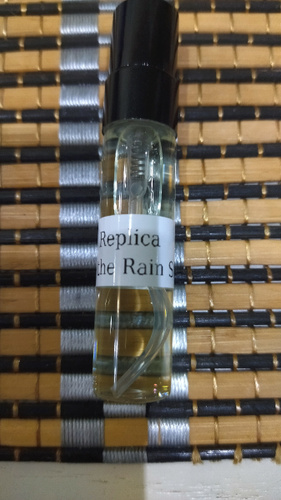 Replica
the Rain S